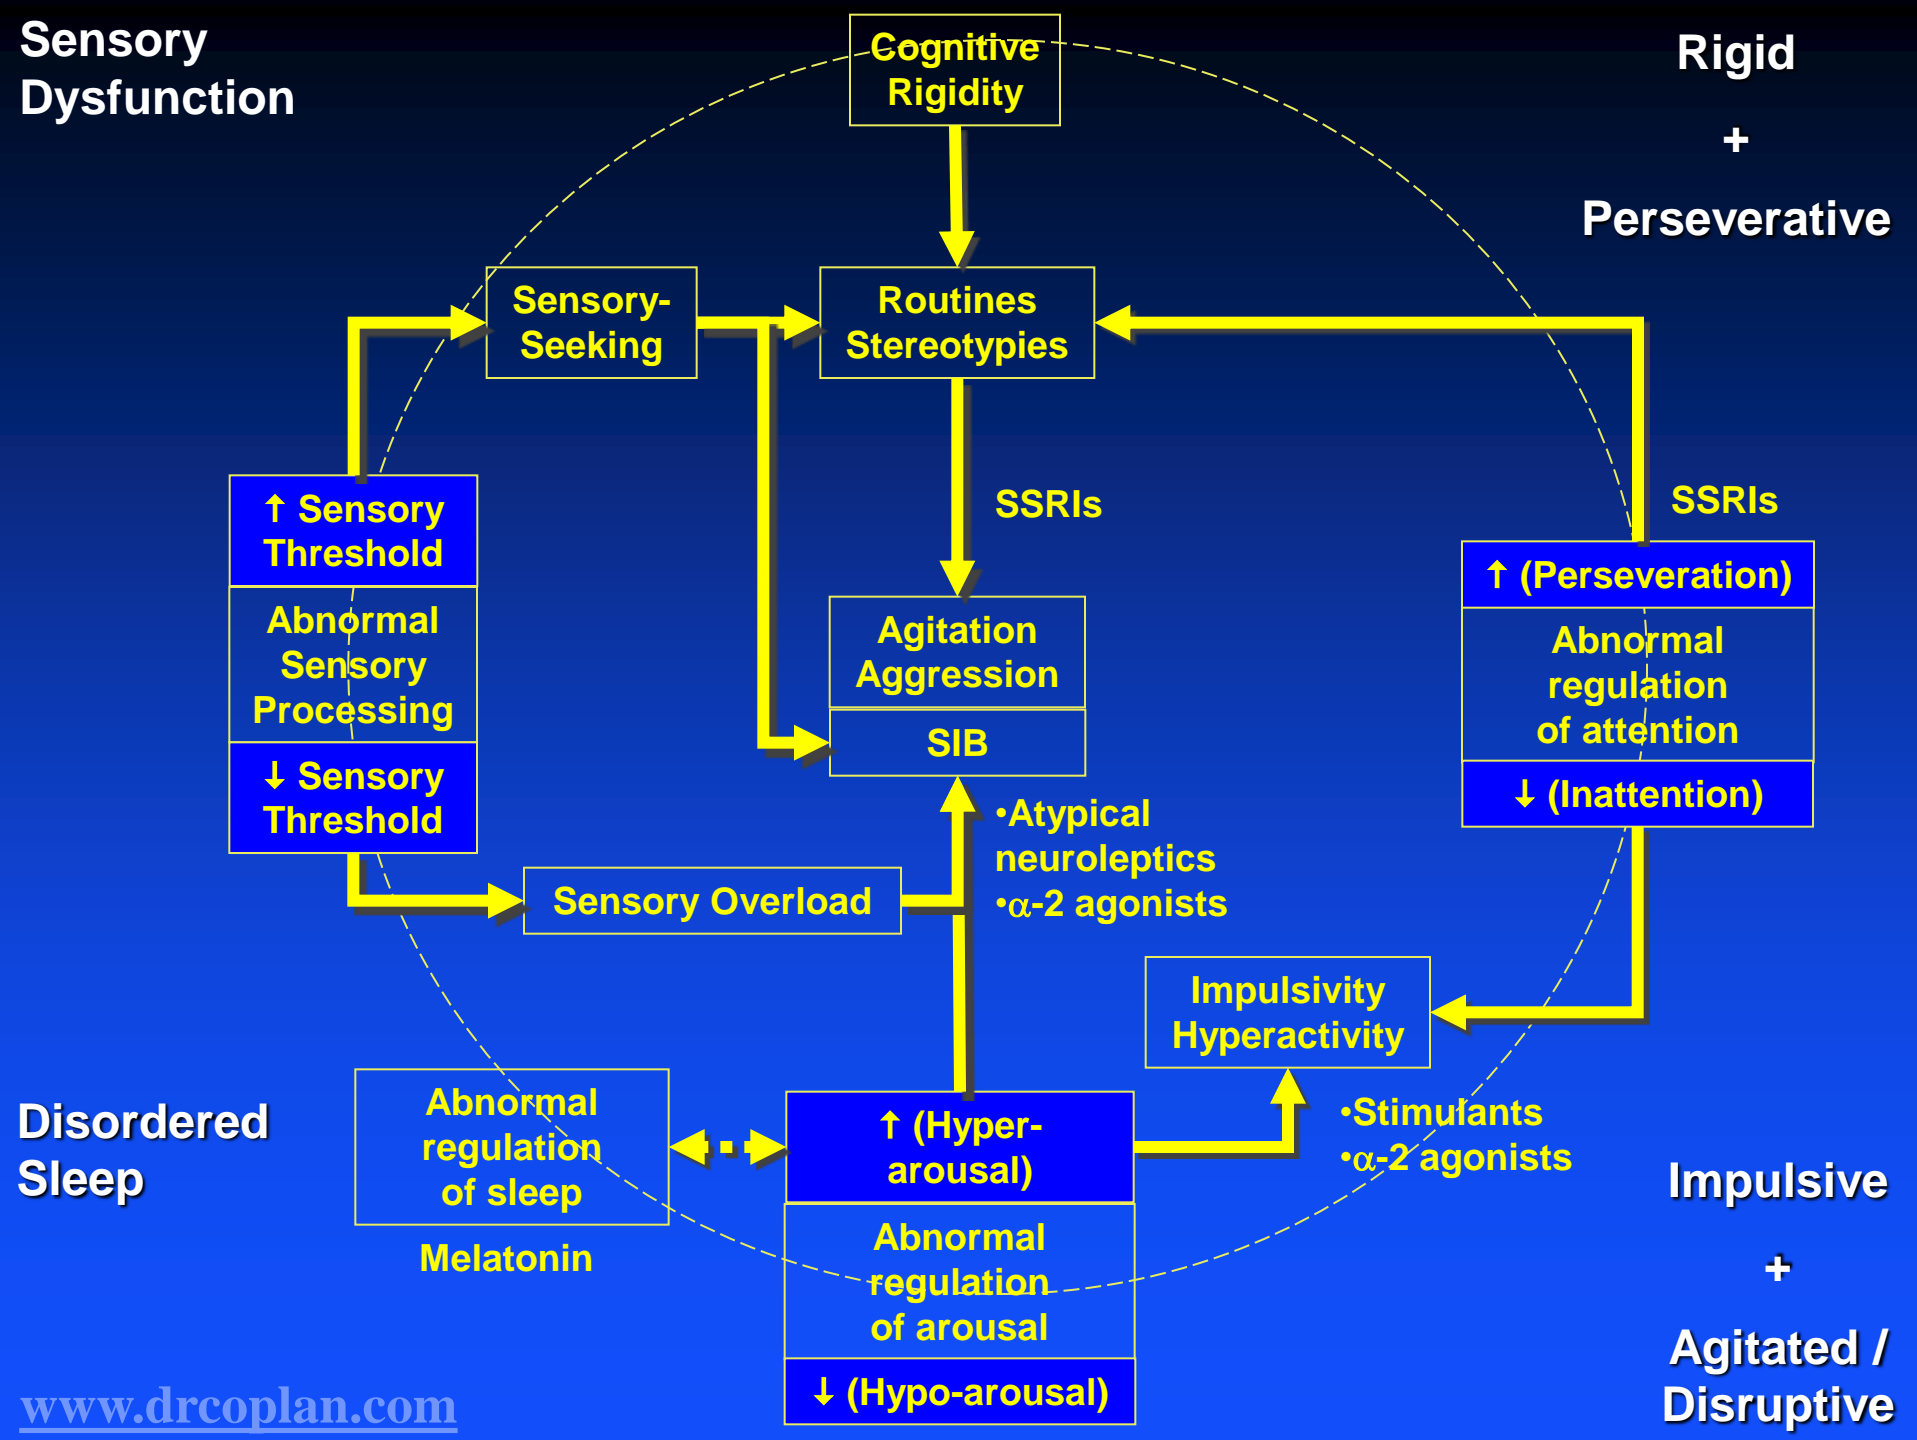 Sensory
Dysfunction
Cognitive
Rigidity
Rigid
+
Perseverative
Sensory-
Seeking
Routines
Stereotypies
↑ Sensory
Threshold
Abnormal
Sensory
Processing
↓ Sensory
Threshold
SSRIs
SSRIs
Agitation
Aggression
SIB
↑ (Perseveration)
Abnormal
regulation
of attention
↓ (Inattention)
Sensory Overload
•Atypical
neuroleptics
•α-2 agonists
Impulsivity
Hyperactivity
Disordered
Sleep
Abnormal
regulation
of sleep
Melatonin
↑ (Hyper-
arousal)
Abnormal
regulation
of arousal
↓ (Hypo-arousal)
•Stimulants
•α-2 agonists
Impulsive
+
Agitated /
Disruptive
www.drcoplan.com